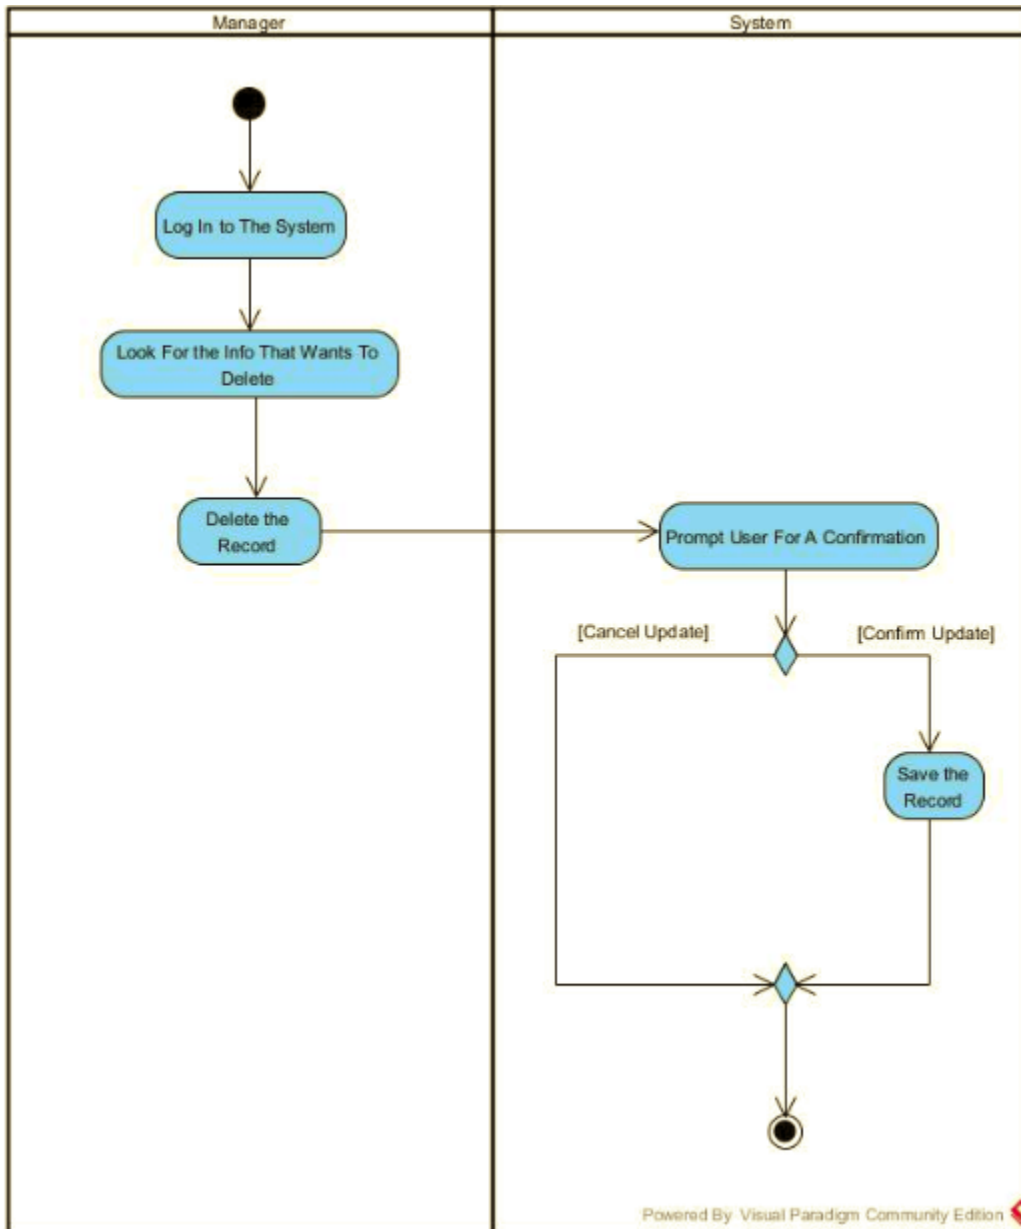 Manager
System
Log In to The System
Look For the Info That Wants To
Delete
Delete the
Record
Prompt User For A Confirmation
[Cancel Update]
[Confirm Update]
Save the
Record
Powered By Visual Paradigm Community Edition